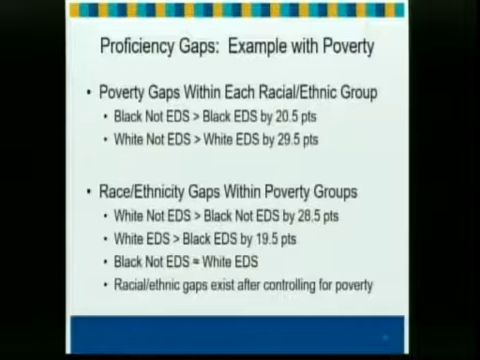 Proficiency Gaps: Example with Poverty
• Poverty Gaps Within Each Racial/Ethnic Group
• Black Not EDS > Black EDS by 20.5 pts
• White Not EDS > White EDS by 29.5 pts
• Race/Ethnicity Gaps Within Poverty Groups
• White Not EDS > Black Not EDS by 28.5 pts
• White EDS > Black EDS by 19.5 pts
• Black Not EDS ≈ White EDS
• Racial/ethnic gaps exist after controlling for poverty